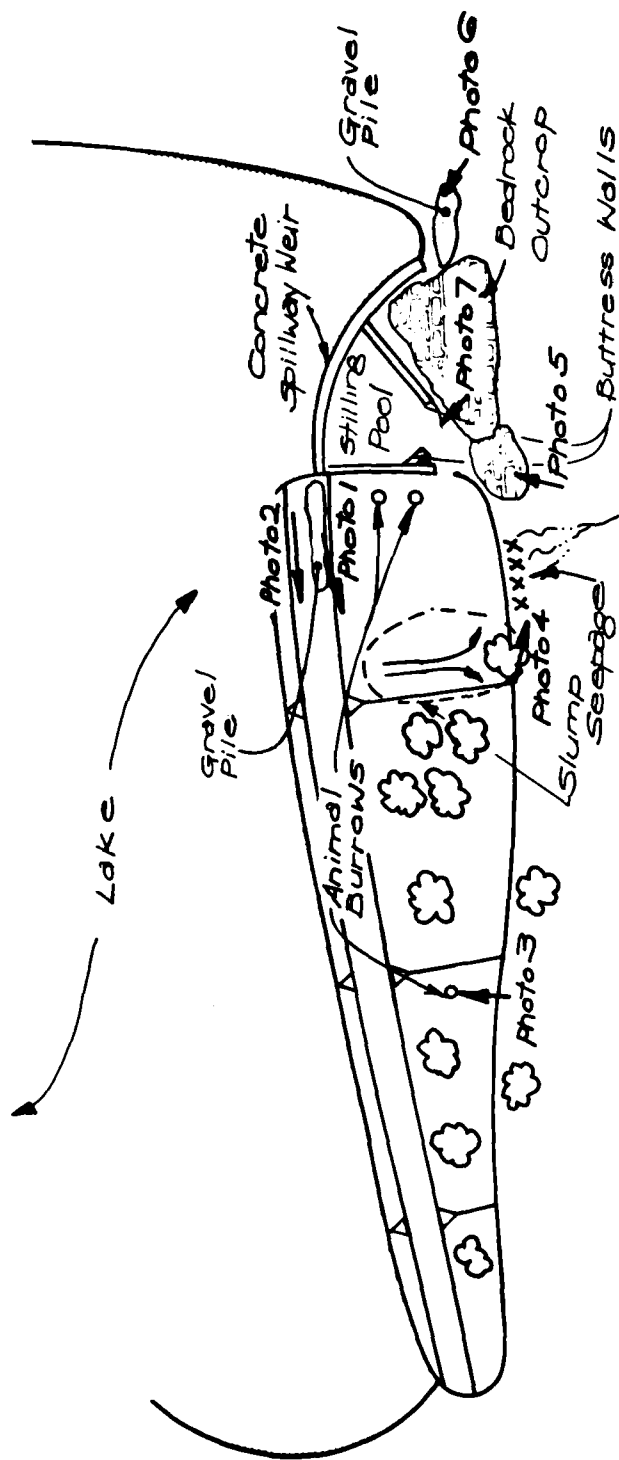 Lake
Gravel
Pile
Photo 2
Photo 1
Concrete
Spillway Weir
Stilling
Pool
Gravel
Pile
Photo 6
Photo 7
Bedrock
Outcrop
Photo 5
Buttress Walls
Animal
Burrows
Photo 3
Photo 4
xxxx
Slump
Seepage